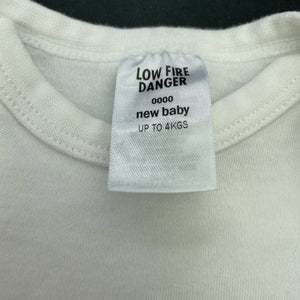 LOW FIRE
DANGER
0000
new baby
UP TO 4KGS